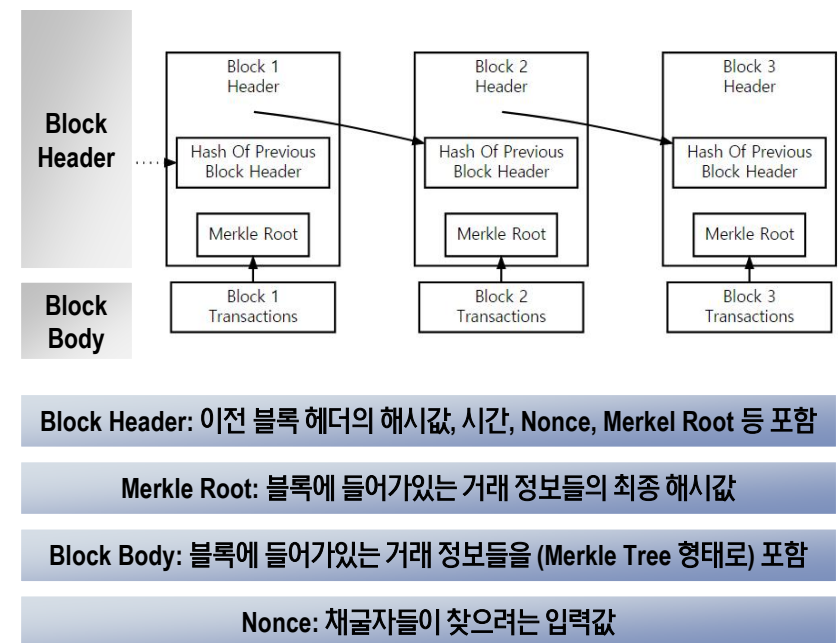 Block
Header
Block 1
Header
Hash Of Previous
Block Header
Merkle Root
Block 2
Header
Hash Of Previous
Block Header
Merkle Root
Block 3
Header
Hash Of Previous
Block Header
Merkle Root
Block
Body
Block 1
Transactions
Block 2
Transactions
Block 3
Transactions
Block Header: 이전 블록 헤더의 해시값, 시간, Nonce, Merkel Root 등 포함
Merkle Root: 블록에 들어가있는 거래 정보들의 최종 해시값
Block Body: 블록에 들어가있는 거래 정보들을 (Merkle Tree 형태로) 포함
Nonce: 채굴자들이 찾으려는 입력값